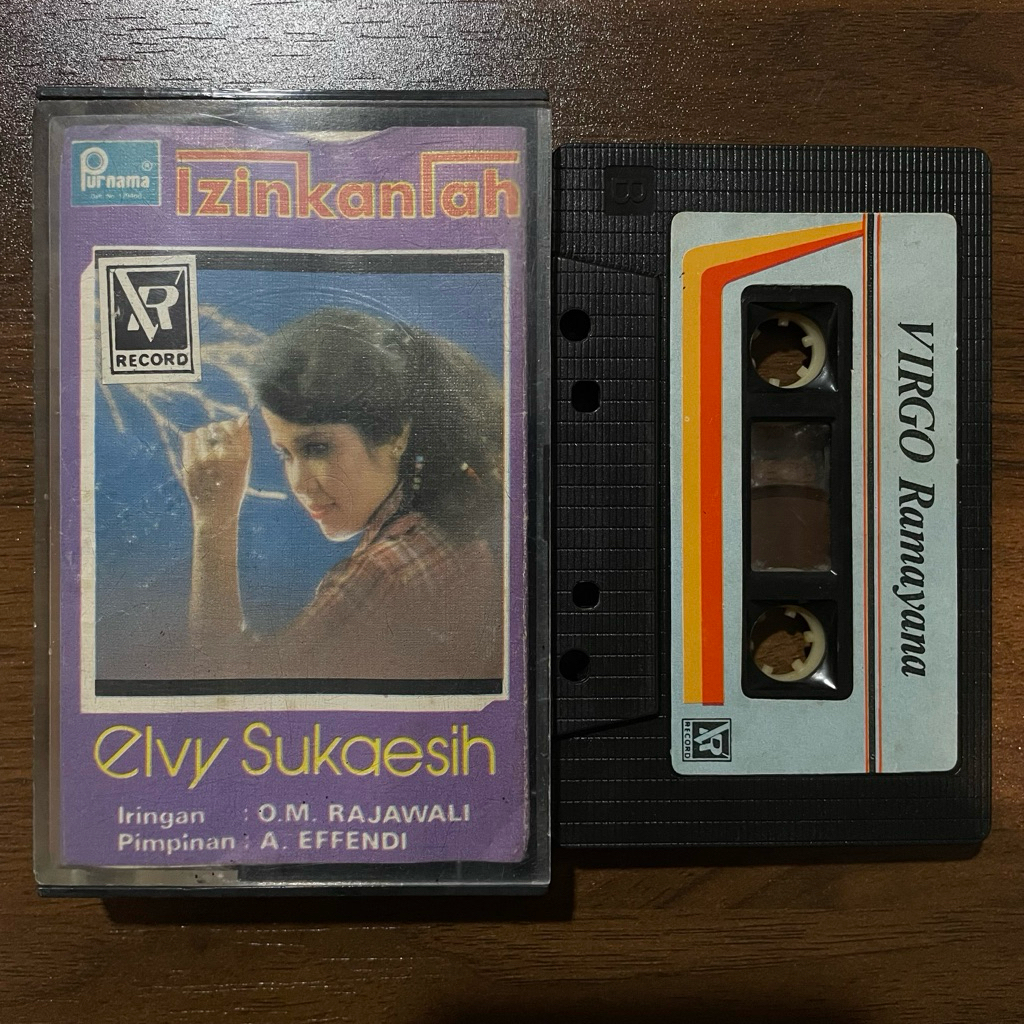 Purnama ®
Izinkanlah
VR
RECORD
elvy Sukaesih
Iringan : O.M. RAJAWALI
Pimpinan : A. EFFENDI
B
VIRGO Ramayana
VR
RECORD